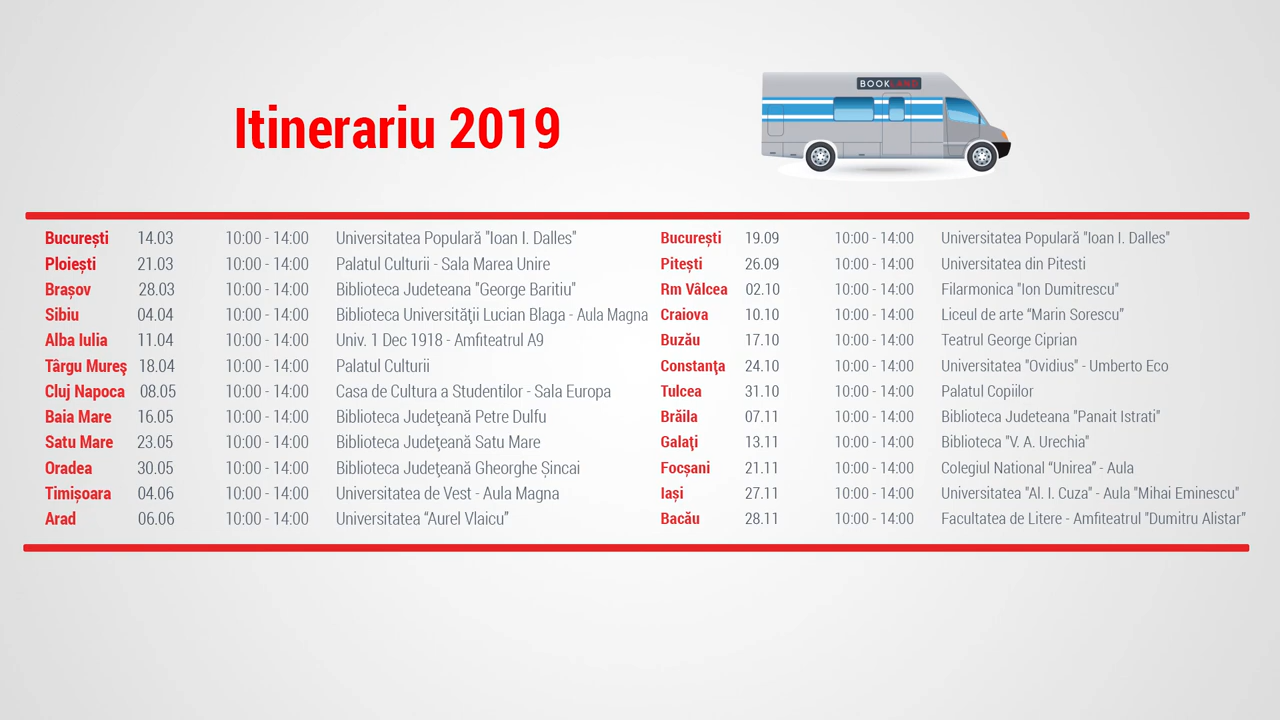 BOOKLAND
Itinerariu 2019
București 14.03 10:00 - 14:00 Universitatea Populară "Ioan I. Dalles"
Ploiești 21.03 10:00 - 14:00 Palatul Culturii - Sala Marea Unire
Brașov 28.03 10:00 - 14:00 Biblioteca Judeteana "George Baritiu"
Sibiu 04.04 10:00 - 14:00 Biblioteca Universităţii Lucian Blaga - Aula Magna
Alba Iulia 11.04 10:00 - 14:00 Univ. 1 Dec 1918 - Amfiteatrul A9
Târgu Mureş 18.04 10:00 - 14:00 Palatul Culturii
Cluj Napoca 08.05 10:00 - 14:00 Casa de Cultura a Studentilor - Sala Europa
Baia Mare 16.05 10:00 - 14:00 Biblioteca Judeţeană Petre Dulfu
Satu Mare 23.05 10:00 - 14:00 Biblioteca Judeţeană Satu Mare
Oradea 30.05 10:00 - 14:00 Biblioteca Judeţeană Gheorghe Șincai
Timișoara 04.06 10:00 - 14:00 Universitatea de Vest - Aula Magna
Arad 06.06 10:00 - 14:00 Universitatea “Aurel Vlaicu”
București 19.09 10:00 - 14:00 Universitatea Populară "Ioan I. Dalles"
Pitești 26.09 10:00 - 14:00 Universitatea din Pitesti
Rm Vâlcea 02.10 10:00 - 14:00 Filarmonica "Ion Dumitrescu"
Craiova 10.10 10:00 - 14:00 Liceul de arte “Marin Sorescu”
Buzău 17.10 10:00 - 14:00 Teatrul George Ciprian
Constanţa 24.10 10:00 - 14:00 Universitatea "Ovidius" - Umberto Eco
Tulcea 31.10 10:00 - 14:00 Palatul Copiilor
Brăila 07.11 10:00 - 14:00 Biblioteca Judeteana "Panait Istrati"
Galaţi 13.11 10:00 - 14:00 Biblioteca "V. A. Urechia"
Focșani 21.11 10:00 - 14:00 Colegiul National “Unirea” - Aula
Iași 27.11 10:00 - 14:00 Universitatea "Al. I. Cuza" - Aula "Mihai Eminescu"
Bacău 28.11 10:00 - 14:00 Facultatea de Litere - Amfiteatrul "Dumitru Alistar"